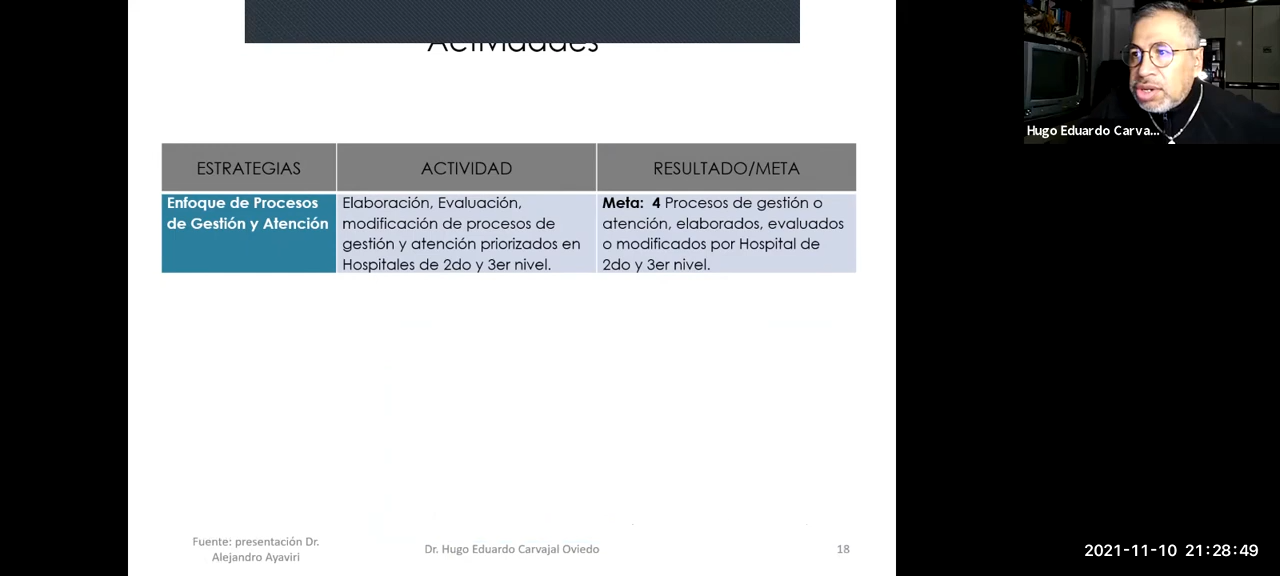 Actividades
Hugo Eduardo Carva...
ESTRATEGIAS
ACTIVIDAD
RESULTADO/META
Enfoque de Procesos
de Gestión y Atención
Elaboración, Evaluación,
modificación de procesos de
gestión y atención priorizados en
Hospitales de 2do y 3er nivel.
Meta: 4 Procesos de gestión o
atención, elaborados, evaluados
o modificados por Hospital de
2do y 3er nivel.
Fuente: presentación Dr.
Alejandro Ayaviri
Dr. Hugo Eduardo Carvajal Oviedo
18
2021-11-10 21:28:49